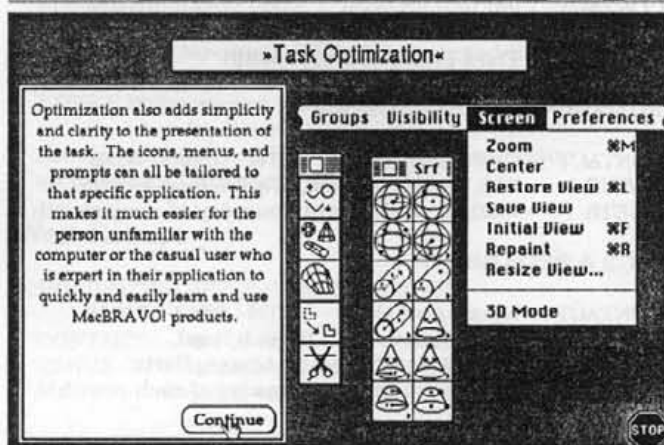 »Task Optimization«
Optimization also adds simplicity
and clarity to the presentation of
the task. The icons, menus, and
prompts can all be tailored to
that specific application. This
makes it much easier for the
person unfamiliar with the
computer or the casual user who
is expert in their application to
quickly and easily learn and use
MacBRAVO! products.
Continue
Groups Visibility Screen Preferences
Zoom ⌘M
Center
Restore View ⌘L
Save View
Initial View ⌘F
Repaint ⌘R
Resize View...
3D Mode
Srf
STOP